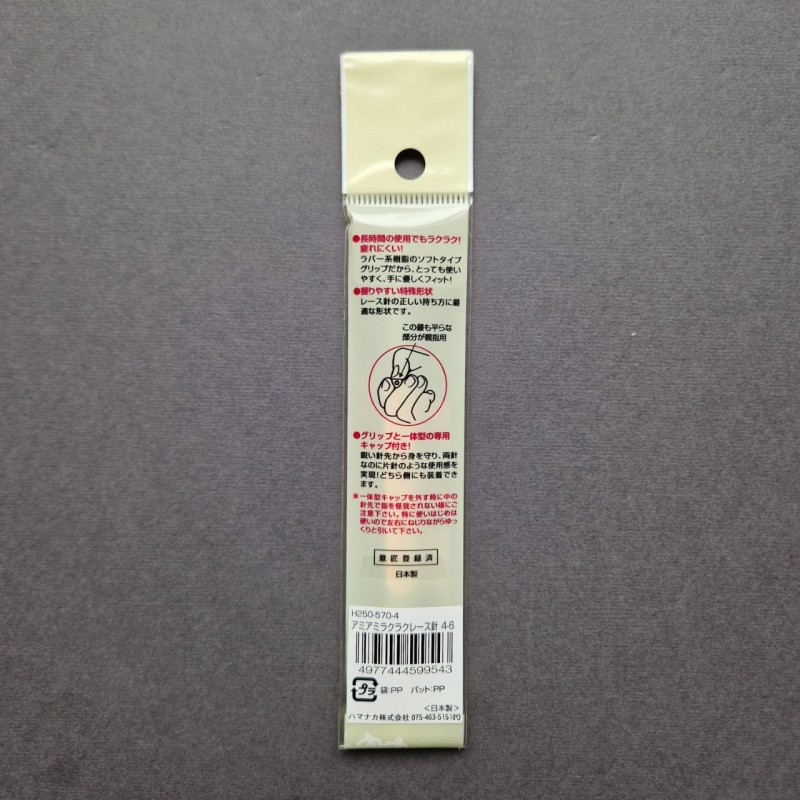 ●長時間の使用でもラクラク!
疲れにくい!
ラバー系樹脂のソフトタイプ
グリップだから、とっても使い
やすく、手に優しくフィット!
●握りやすい特殊形状
レース針の正しい持ち方に最
適な形状です。
この最も平らな
部分が親指用
●グリップと一体型の専用
キャップ付き!
鋭い針先から身を守り、両針
なのに片針のような使用感を
実現!どちら側にも装着でき
ます。
※一体型キャップを外す時に中の
針先で指を怪我されない様にご
注意下さい。特に使いはじめは
硬いので左右にねじりながらゆっ
くりと引いて下さい。
意匠登録済
日本製
H250-570-4
アミアミラクラクレース針 4-6
4977444599543
プラ 袋:PP パット:PP
<日本製>
ハマナカ株式会社 075-463-5151㈹